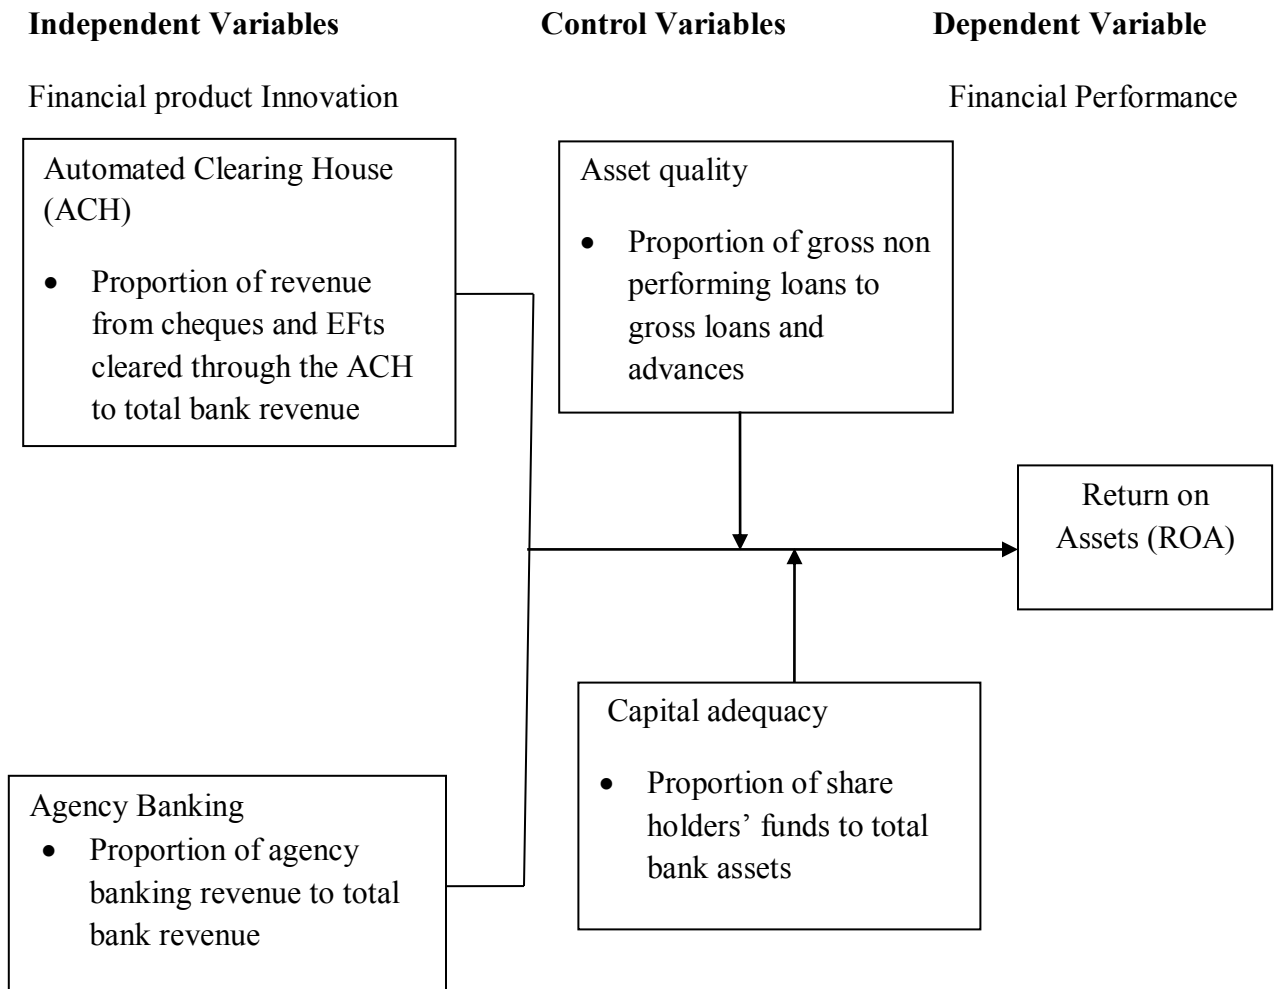 Independent Variables
Control Variables
Dependent Variable
Financial product Innovation
Financial Performance
Automated Clearing House
(ACH)
• Proportion of revenue
from cheques and EFts
cleared through the ACH
to total bank revenue
Asset quality
• Proportion of gross non
performing loans to
gross loans and
advances
Return on
Assets (ROA)
Capital adequacy
• Proportion of share
holders’ funds to total
bank assets
Agency Banking
• Proportion of agency
banking revenue to total
bank revenue